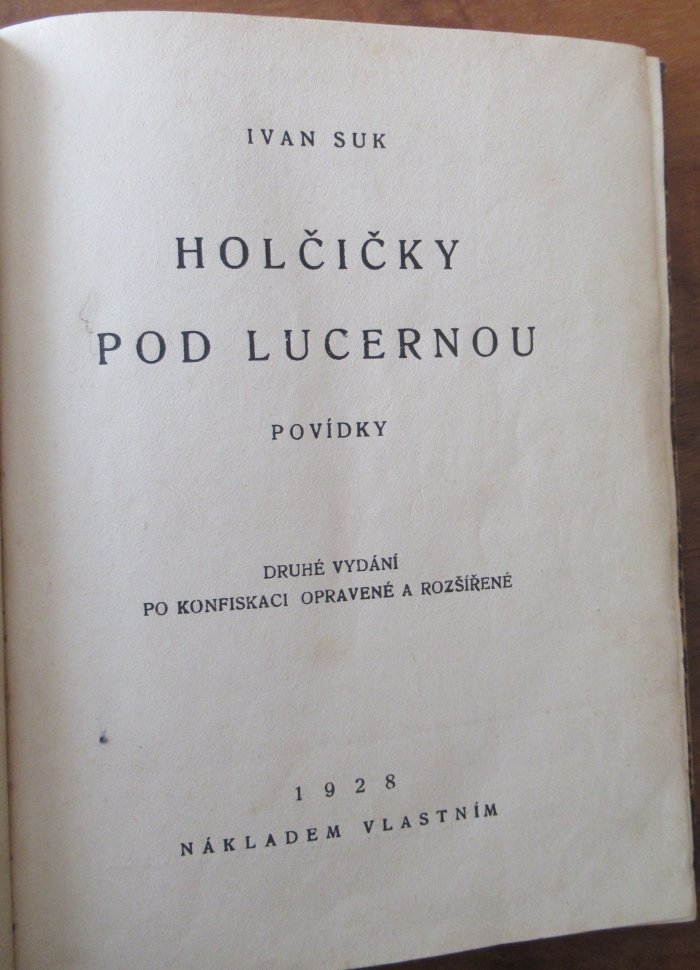 IVAN SUK
HOLČIČKY
POD LUCERNOU
POVÍDKY
DRUHÉ VYDÁNÍ
PO KONFISKACI OPRAVENÉ A ROZŠÍŘENÉ
1928
NÁKLADEM VLASTNÍM